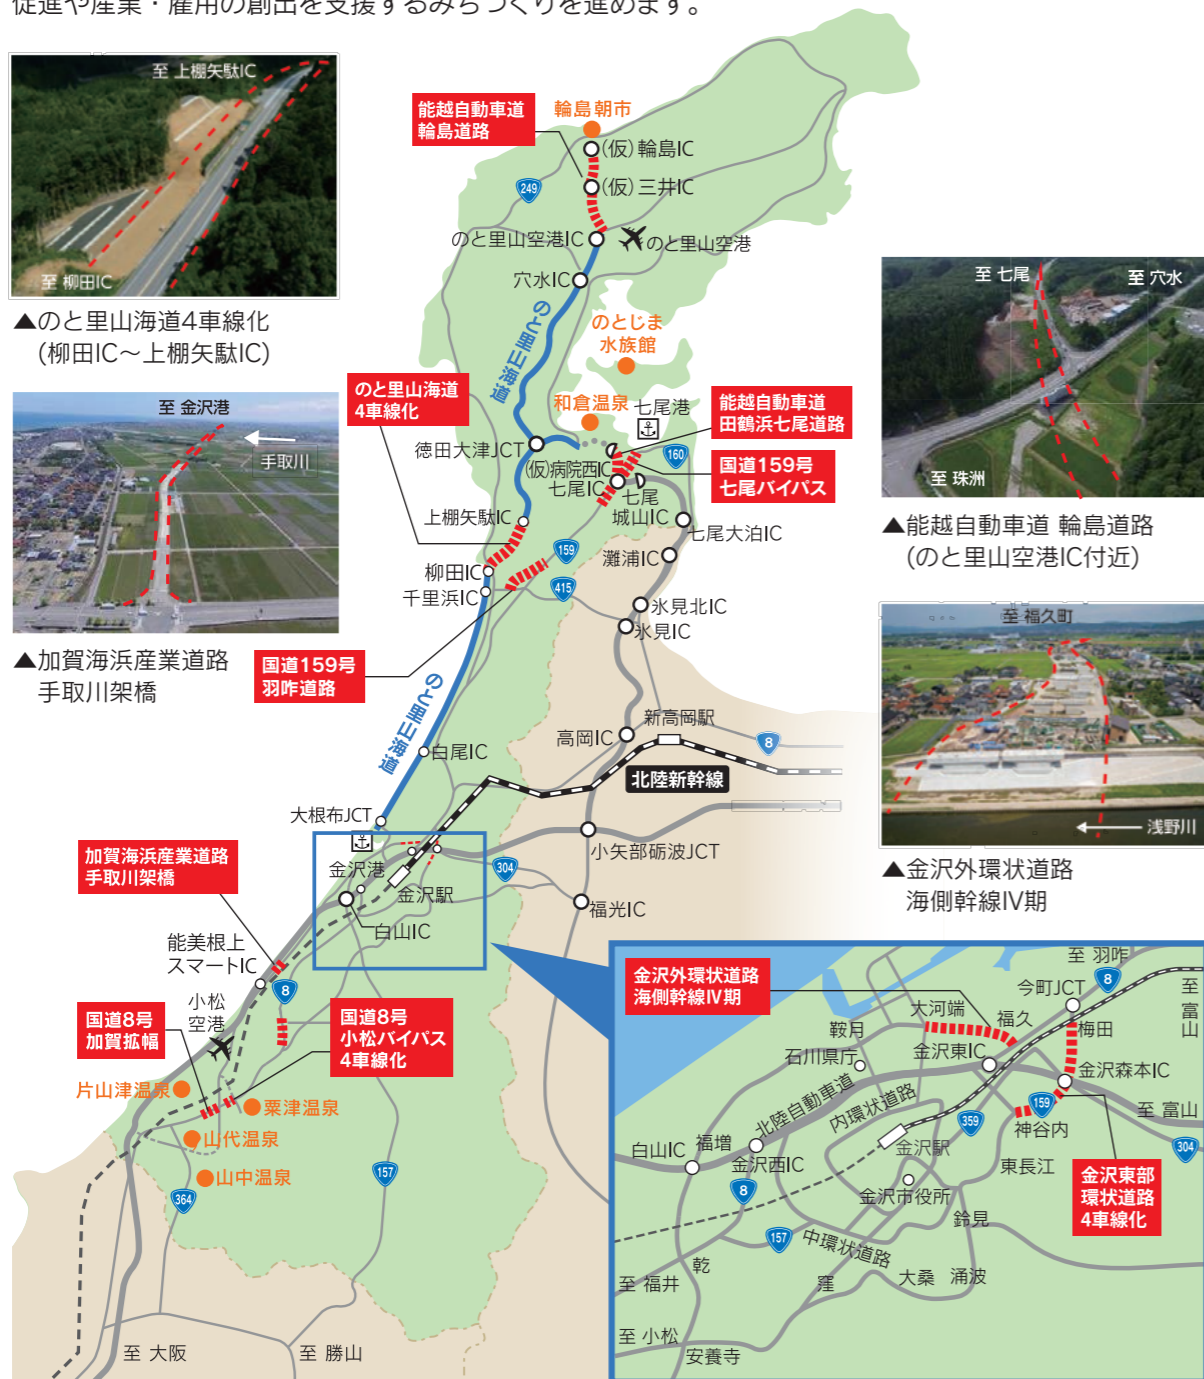 促進や産業・雇用の創出を支援するみちづくりを進めます。
至 上棚矢駄IC
至 柳田IC
▲のと里山海道4車線化
(柳田IC～上棚矢駄IC)
至 金沢港
手取川
▲加賀海浜産業道路
手取川架橋
能越自動車道
輪島道路
輪島朝市
(仮)輪島IC
(仮)三井IC
249
のと里山空港IC
のと里山空港
穴水IC
のと里山海道
のとじま
水族館
和倉温泉
七尾港
のと里山海道
4車線化
能越自動車道
田鶴浜七尾道路
徳田大津JCT
160
(仮)病院西IC
七尾IC
国道159号
七尾バイパス
七尾
城山IC
上棚矢駄IC
七尾大泊IC
159
灘浦IC
柳田IC
415
千里浜IC
氷見北IC
氷見IC
国道159号
羽咋道路
のと里山海道
新高岡駅
高岡IC
8
白尾IC
北陸新幹線
大根布JCT
小矢部砺波JCT
金沢港
304
金沢駅
福光IC
白山IC
加賀海浜産業道路
手取川架橋
能美根上
スマートIC
8
小松
空港
国道8号
加賀拡幅
国道8号
小松バイパス
4車線化
片山津温泉
粟津温泉
山代温泉
山中温泉
157
364
至 大阪
至 勝山
至 七尾
至 穴水
至 珠洲
▲能越自動車道 輪島道路
(のと里山空港IC付近)
至 福久町
浅野川
▲金沢外環状道路
海側幹線IV期
金沢外環状道路
海側幹線IV期
至 羽咋
8
今町JCT
至 富山
大河端
福久
鞍月
梅田
石川県庁
金沢東IC
金沢森本IC
北陸自動車道
内環状道路
159
至 富山
359
神谷内
304
白山IC
福増
金沢西IC
金沢駅
東長江
8
金沢市役所
金沢東部
環状道路
4車線化
鈴見
157
中環状道路
乾
至 福井
窪
大桑
涌波
至 小松
安養寺